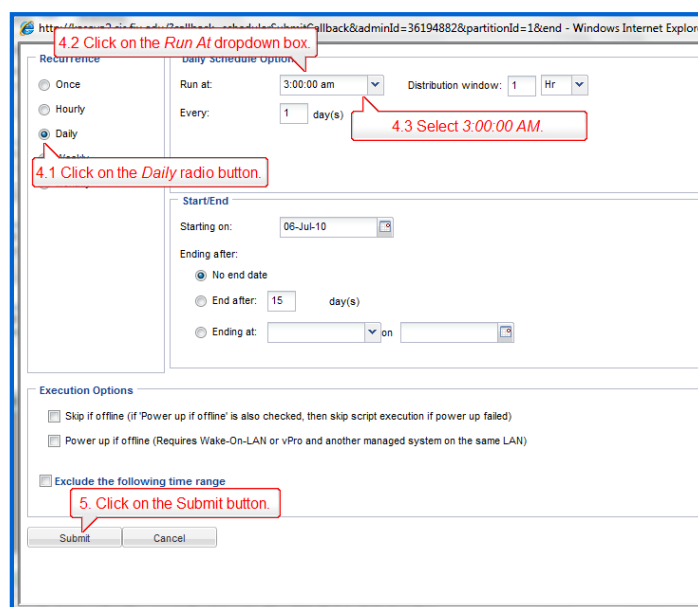 &adminId=36194882&partitionId=1&end - Windows Internet Explor
4.2 Click on the Run At dropdown box.
Recurrence
Daily Schedule
Once
Run at:
3:00:00 am
Distribution window:
1
Hr
Hourly
Every:
1
day(s)
4.3 Select 3:00:00 AM.
Daily
4.1 Click on the Daily radio button.
Start/End
Starting on:
06-Jul-10
Ending after:
No end date
End after:
15
day(s)
Ending at:
on
Execution Options
Skip if offline (if 'Power up if offline' is also checked, then skip script execution if power up failed)
Power up if offline (Requires Wake-On-LAN or vPro and another managed system on the same LAN)
Exclude the following time range
5. Click on the Submit button.
Submit
Cancel